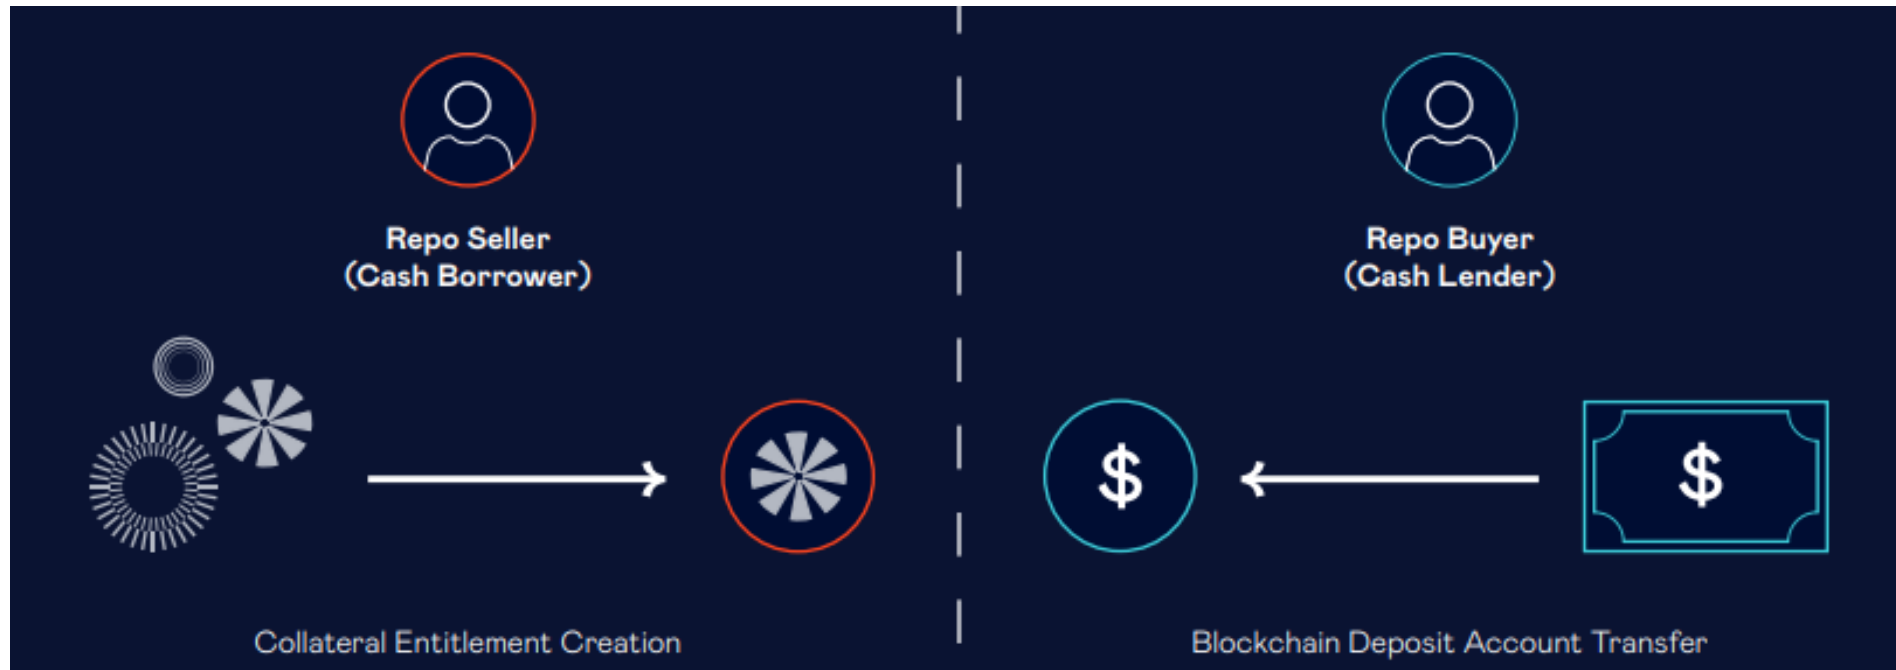 Repo Seller
(Cash Borrower)
Repo Buyer
(Cash Lender)
$
$
Collateral Entitlement Creation
Blockchain Deposit Account Transfer